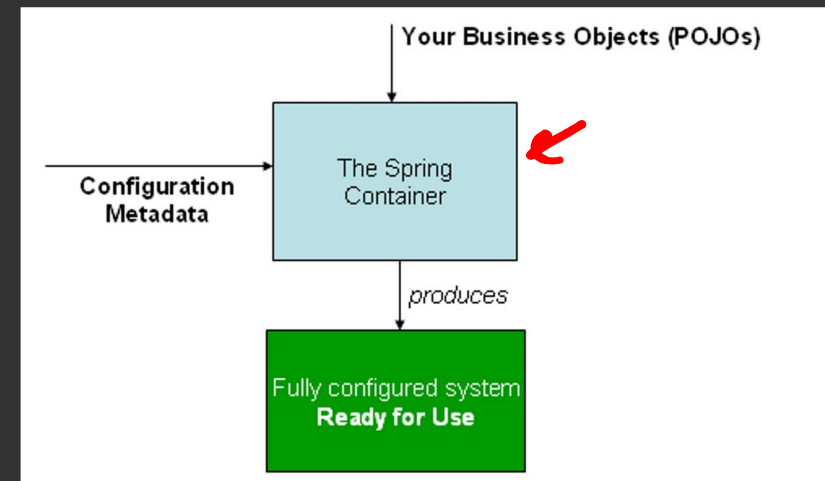 Your Business Objects (POJOs)
The Spring
Container
Configuration
Metadata
produces
Fully configured system
Ready for Use